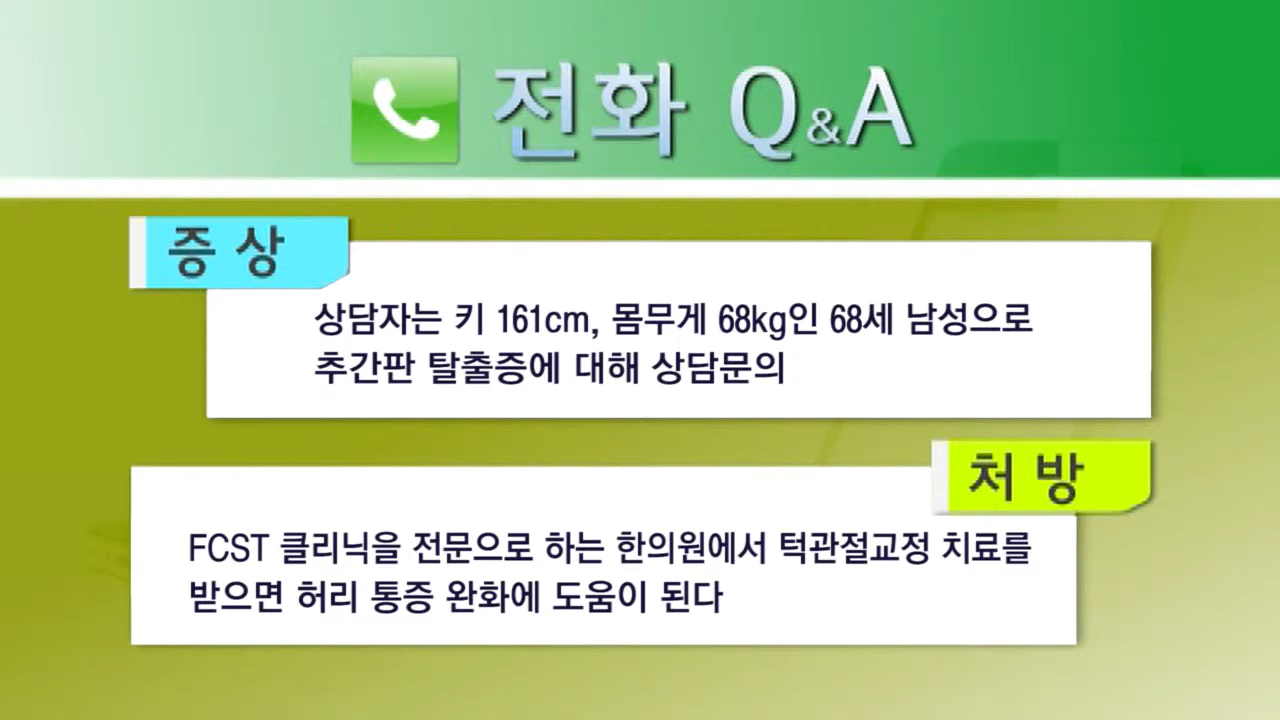 전화 Q&A
증상
상담자는 키 161cm, 몸무게 68kg인 68세 남성으로
추간판 탈출증에 대해 상담문의
처방
FCST 클리닉을 전문으로 하는 한의원에서 턱관절교정 치료를
받으면 허리 통증 완화에 도움이 된다